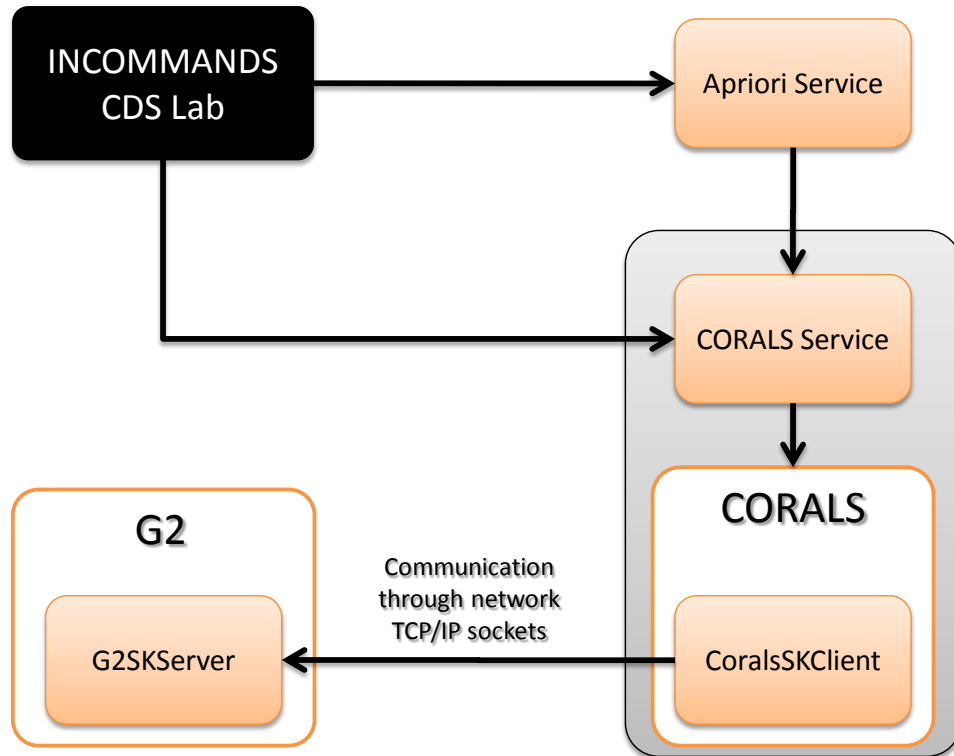 INCOMMANDS
CDS Lab
Apriori Service
CORALS Service
CORALS
G2
Communication
through network
TCP/IP sockets
G2SKServer
CoralsSKClient